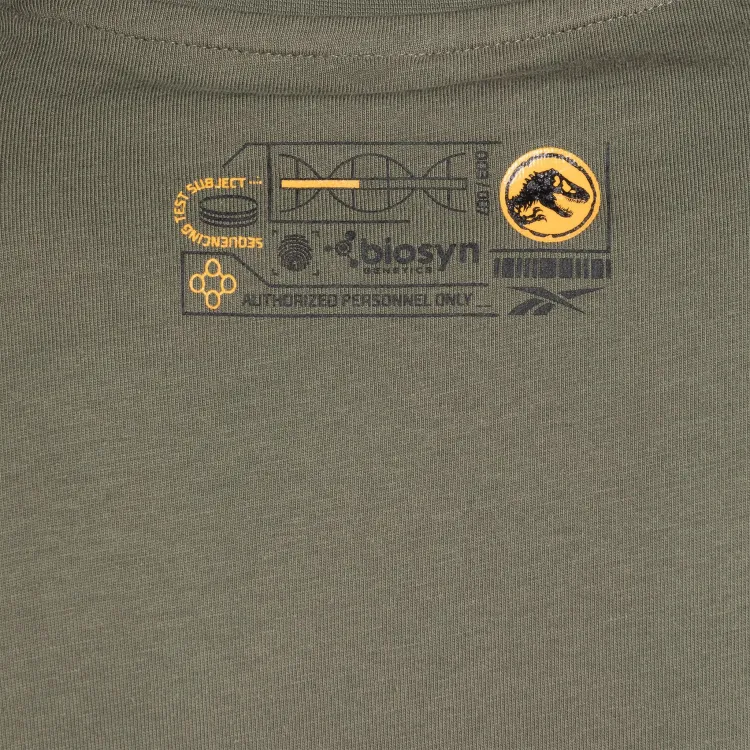 SEQUENCING TEST SUBJECT
biosyn
GENETICS
AUTHORIZED PERSONNEL ONLY